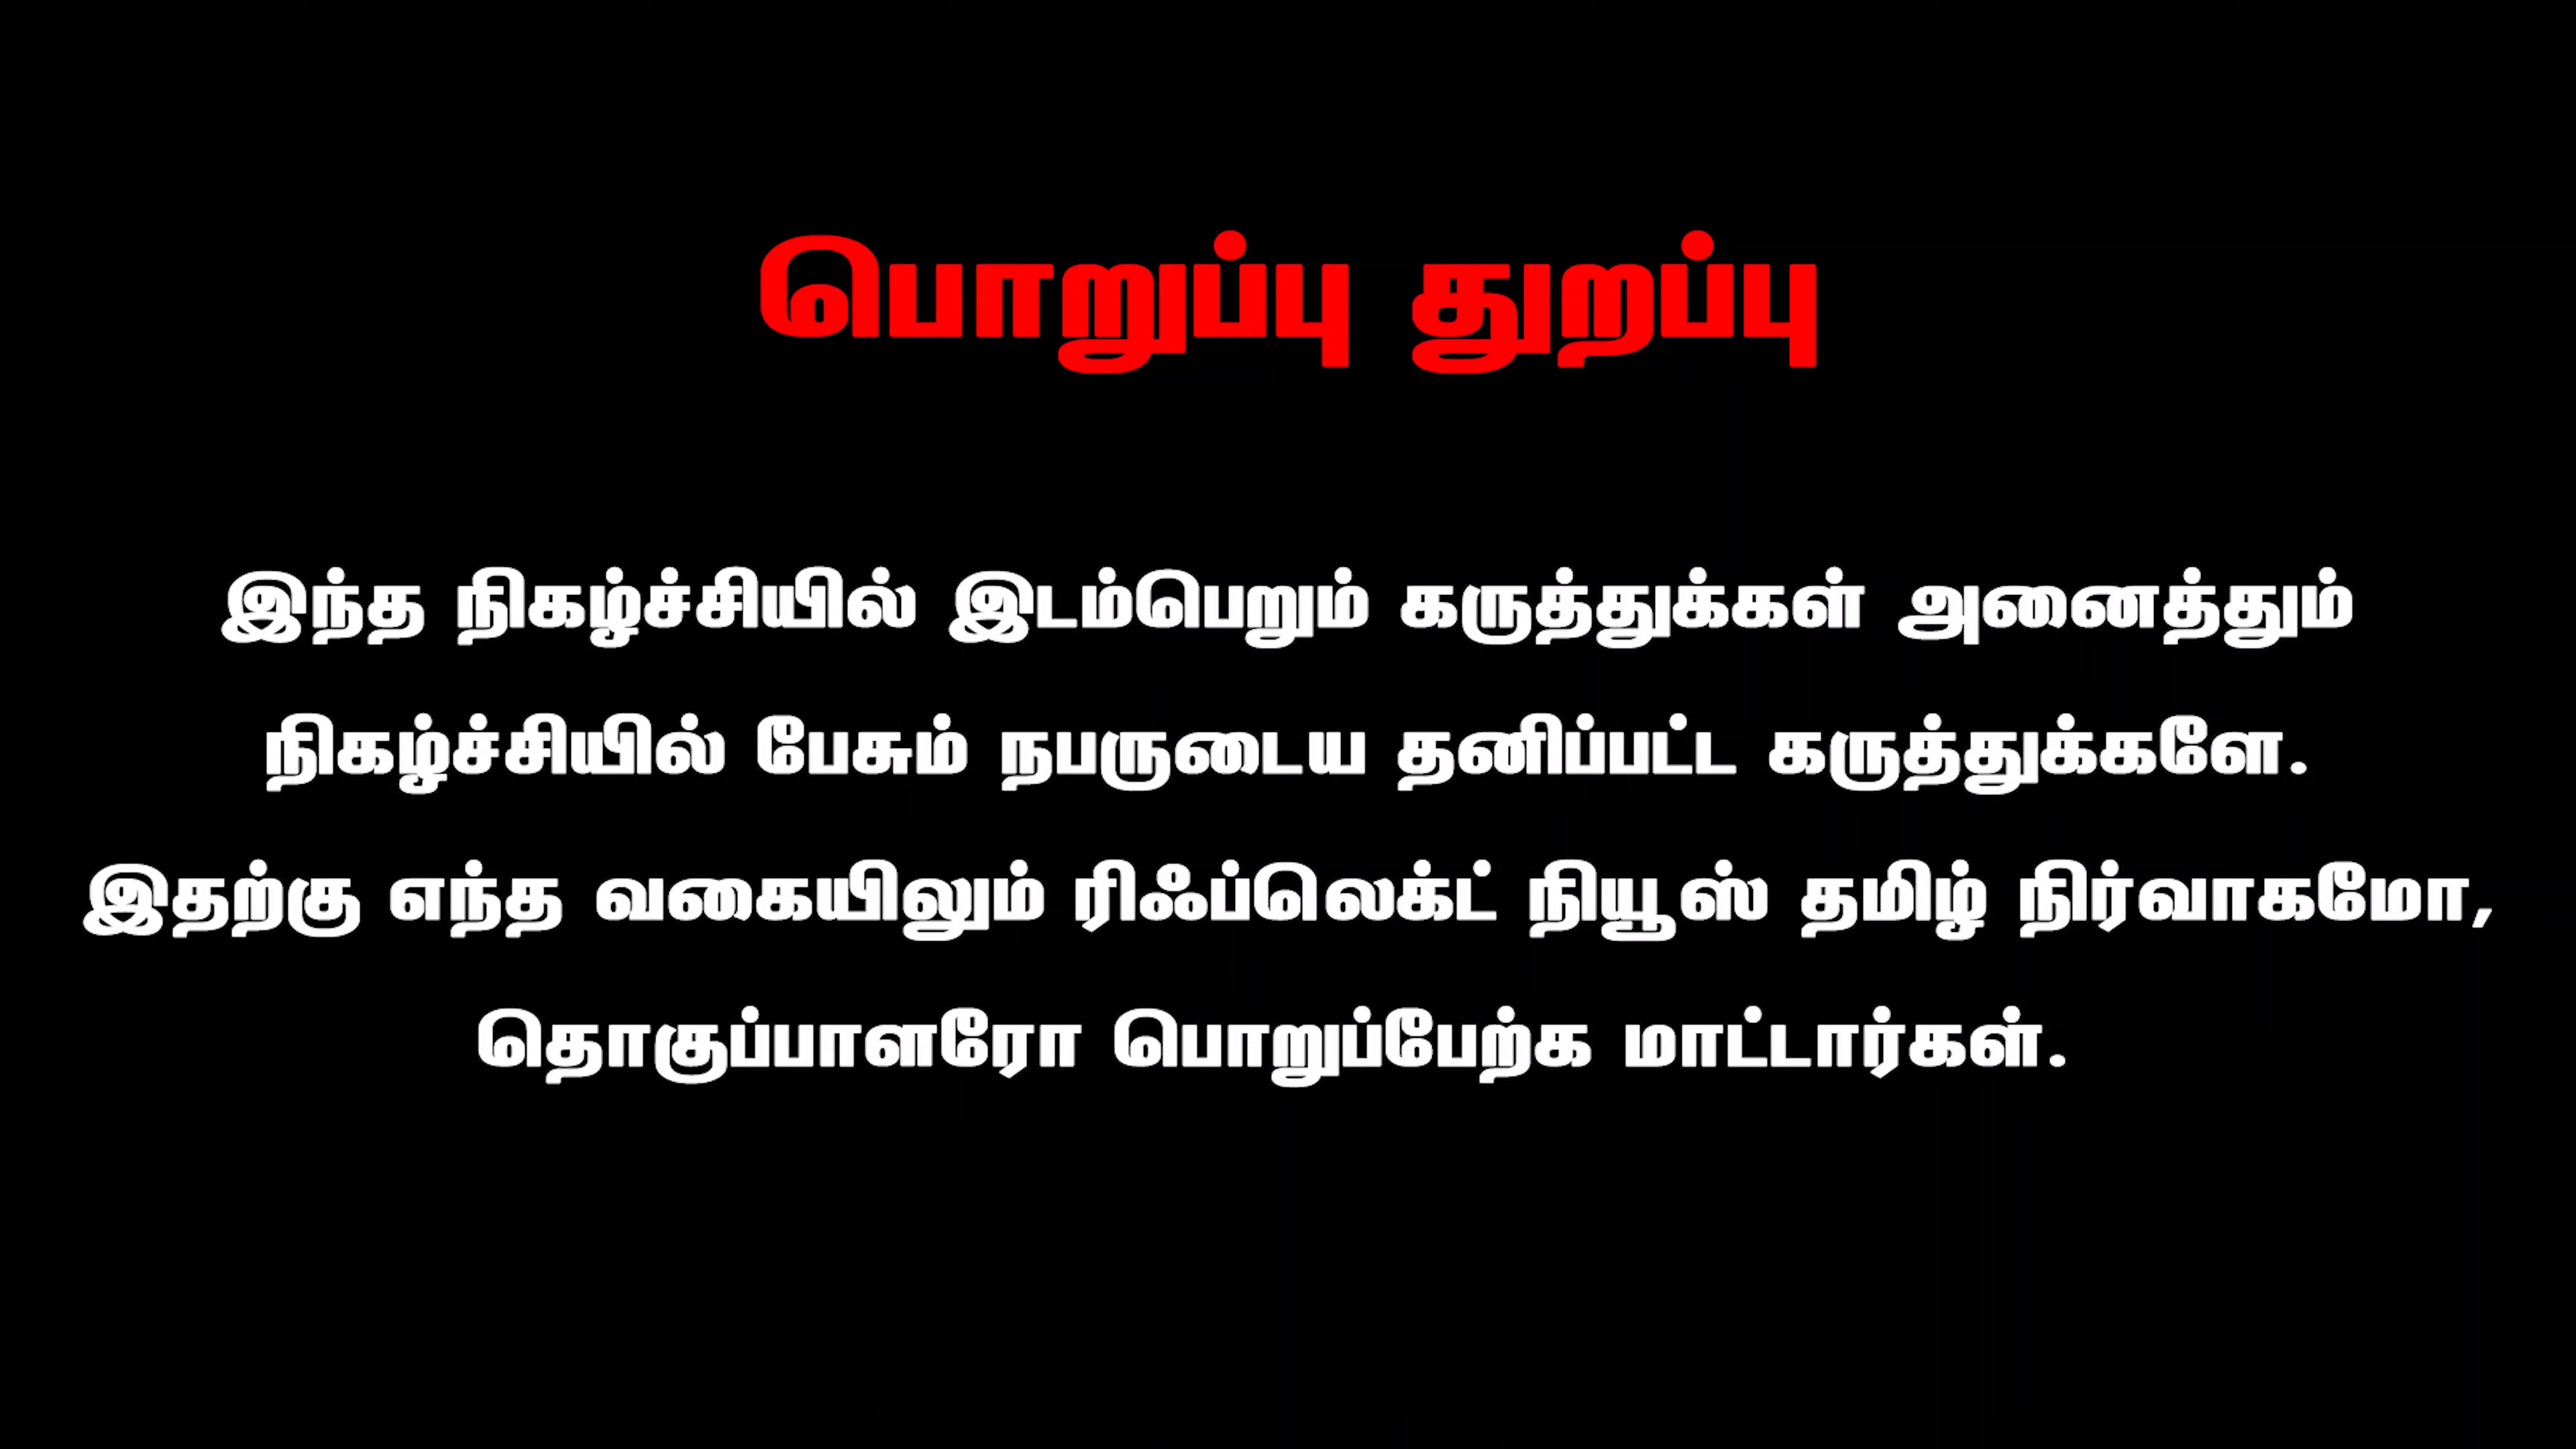 பொறுப்பு துறப்பு
இந்த நிகழ்ச்சியில் இடம்பெறும் கருத்துக்கள் அனைத்தும்
நிகழ்ச்சியில் பேசும் நபருடைய தனிப்பட்ட கருத்துக்களே.
இதற்கு எந்த வகையிலும் ரிஃப்லெக்ட் நியூஸ் தமிழ் நிர்வாகமோ,
தொகுப்பாளரோ பொறுப்பேற்க மாட்டார்கள்.